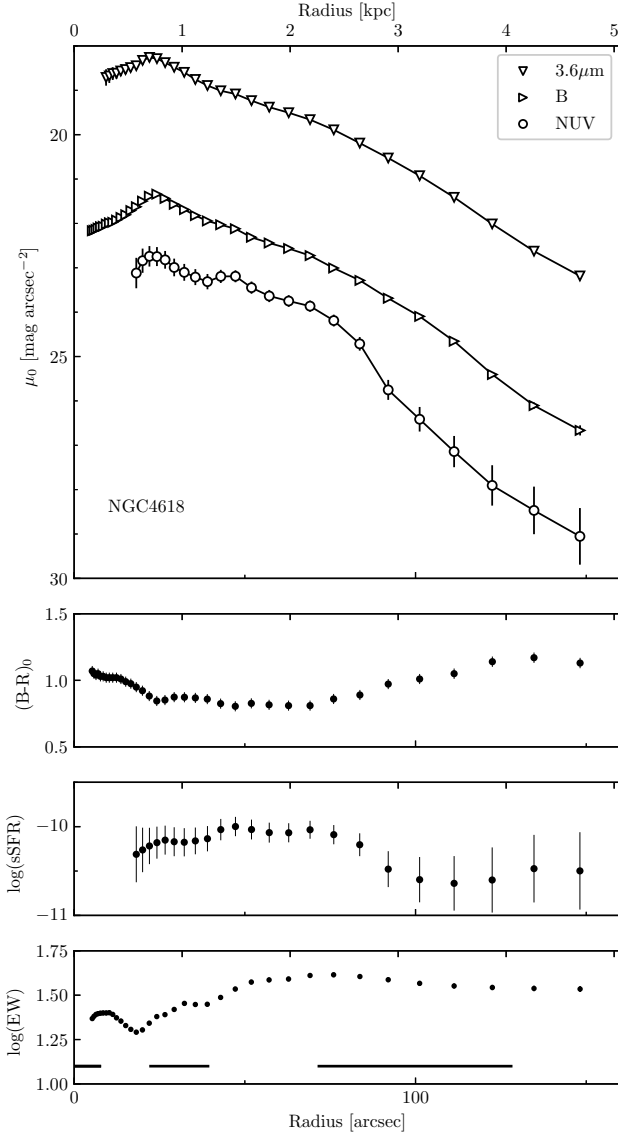 Radius [kpc]
0 1 2 3 4 5
3.6μm
B
NUV
20
25
30
μ₀ [mag arcsec⁻²]
NGC4618
1.5
1.0
0.5
(B-R)₀
−10
−11
log(sSFR)
1.75
1.50
1.25
1.00
log(EW)
0 100
Radius [arcsec]